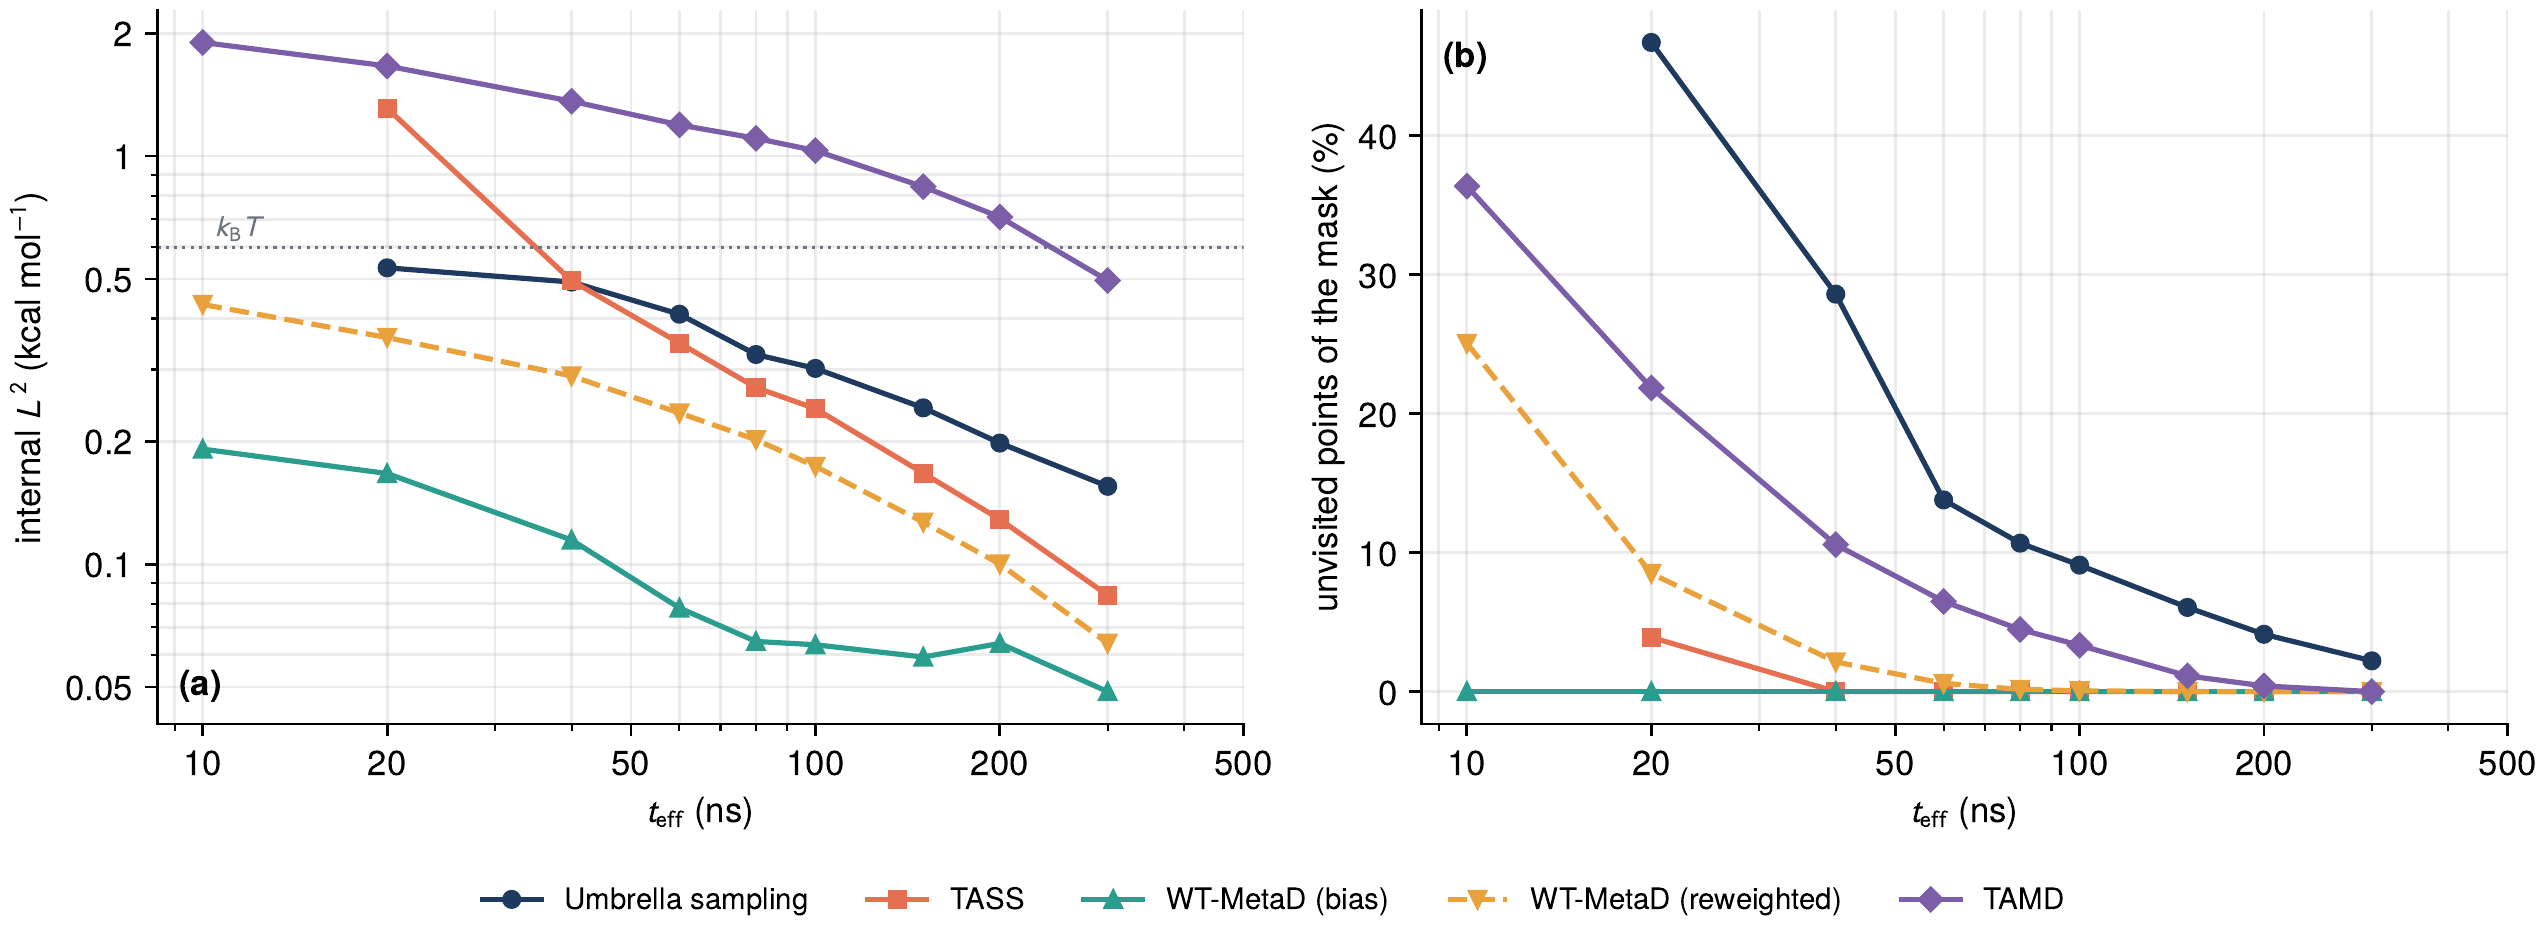 (a)
internal L² (kcal mol⁻¹)
2
1
0.5
0.2
0.1
0.05
k_B T
10 20 50 100 200 500
t_eff (ns)
(b)
unvisited points of the mask (%)
40
30
20
10
0
10 20 50 100 200 500
t_eff (ns)
Umbrella sampling TASS WT-MetaD (bias) WT-MetaD (reweighted) TAMD